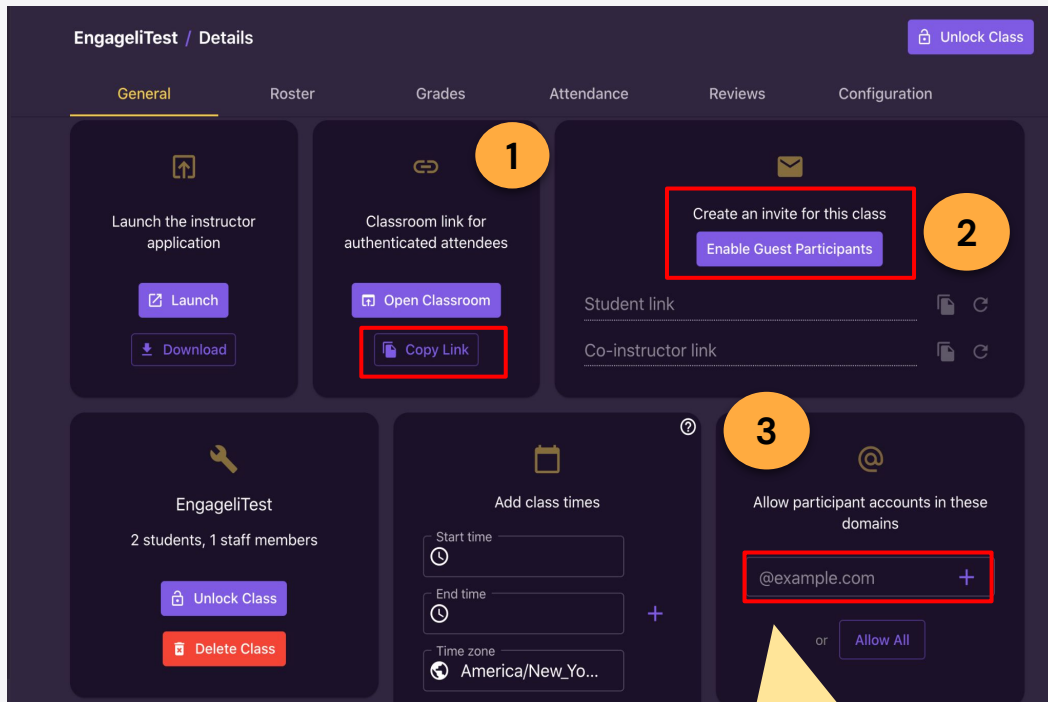 EngageliTest / Details
Unlock Class
General Roster Grades Attendance Reviews Configuration
1
Launch the instructor
application
Launch
Download
Classroom link for
authenticated attendees
Open Classroom
Copy Link
Create an invite for this class
Enable Guest Participants
2
Student link
Co-instructor link
EngageliTest
2 students, 1 staff members
Unlock Class
Delete Class
?
Add class times
Start time
End time
+
Time zone
America/New_Yo...
3
@
Allow participant accounts in these
domains
@example.com +
or Allow All